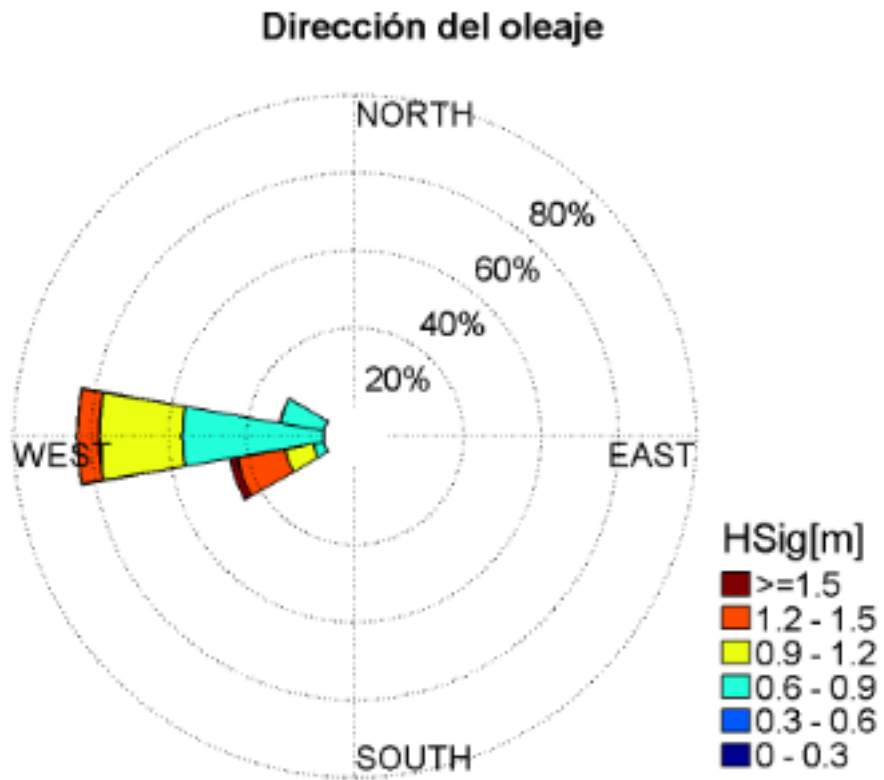 Dirección del oleaje
NORTH
80%
60%
40%
20%
WEST
EAST
SOUTH
HSig[m]
>=1.5
1.2 - 1.5
0.9 - 1.2
0.6 - 0.9
0.3 - 0.6
0 - 0.3